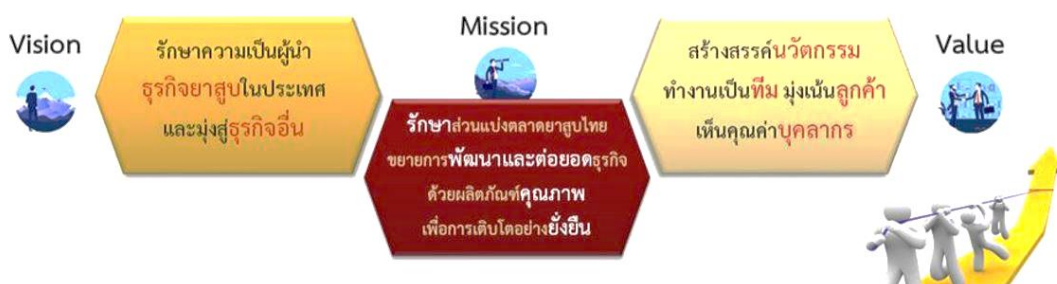 Vision
รักษาความเป็นผู้นำ
ธุรกิจยาสูบในประเทศ
และมุ่งสู่ธุรกิจอื่น
Mission
รักษาส่วนแบ่งตลาดยาสูบไทย
ขยายการพัฒนาและต่อยอดธุรกิจ
ด้วยผลิตภัณฑ์คุณภาพ
เพื่อการเติบโตอย่างยั่งยืน
Value
สร้างสรรค์นวัตกรรม
ทำงานเป็นทีม มุ่งเน้นลูกค้า
เห็นคุณค่าบุคลากร